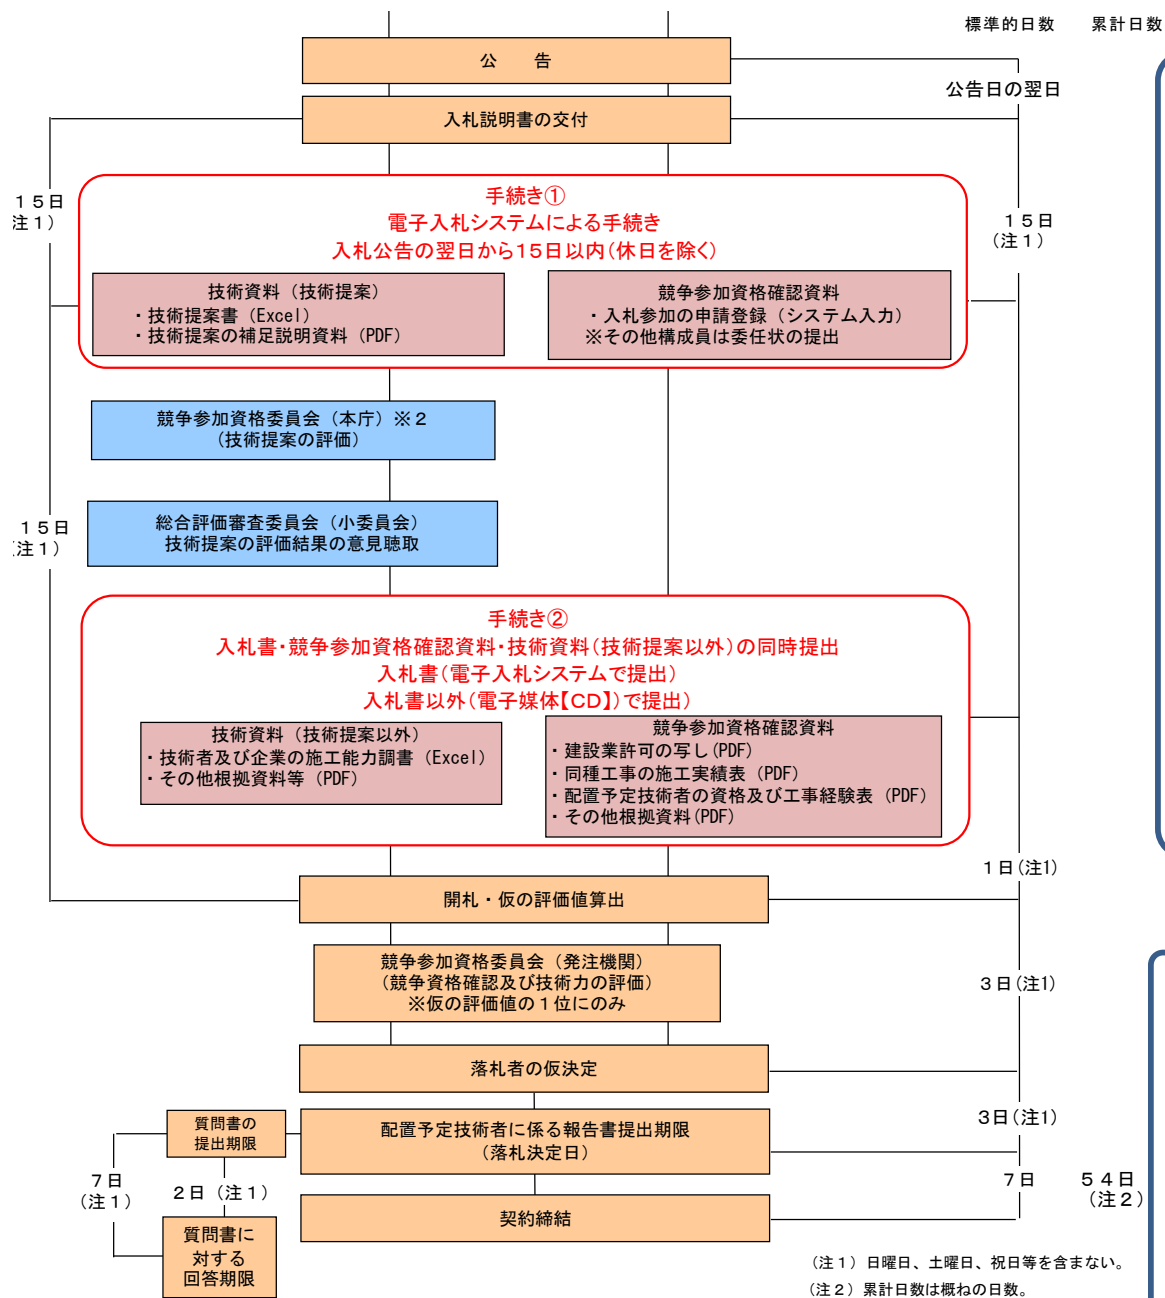 標準的日数　累計日数
公　　告
公告日の翌日
入札説明書の交付
１５日
注１）
１５日
（注１）
手続き①
電子入札システムによる手続き
入札公告の翌日から15日以内（休日を除く）
技術資料（技術提案）
・技術提案書（Excel）
・技術提案の補足説明資料（PDF）
競争参加資格確認資料
・入札参加の申請登録（システム入力）
※その他構成員は委任状の提出
競争参加資格委員会（本庁）※２
（技術提案の評価）
総合評価審査委員会（小委員会）
技術提案の評価結果の意見聴取
１５日
注１）
手続き②
入札書・競争参加資格確認資料・技術資料（技術提案以外）の同時提出
入札書（電子入札システムで提出）
入札書以外（電子媒体【ＣＤ】）で提出）
技術資料（技術提案以外）
・技術者及び企業の施工能力調書（Excel）
・その他根拠資料等（PDF）
競争参加資格確認資料
・建設業許可の写し(PDF)
・同種工事の施工実績表（PDF）
・配置予定技術者の資格及び工事経験表（PDF）
・その他根拠資料(PDF)
１日(注1)
開札・仮の評価値算出
競争参加資格委員会（発注機関）
（競争資格確認及び技術力の評価）
※仮の評価値の１位にのみ
３日(注1)
落札者の仮決定
3日(注1)
質問書の
提出期限
配置予定技術者に係る報告書提出期限
（落札決定日）
７日
（注１）
２日（注１）
７日
５４日
（注２）
契約締結
質問書に
対する
回答期限
（注１）日曜日、土曜日、祝日等を含まない。
（注２）累計日数は概ねの日数。